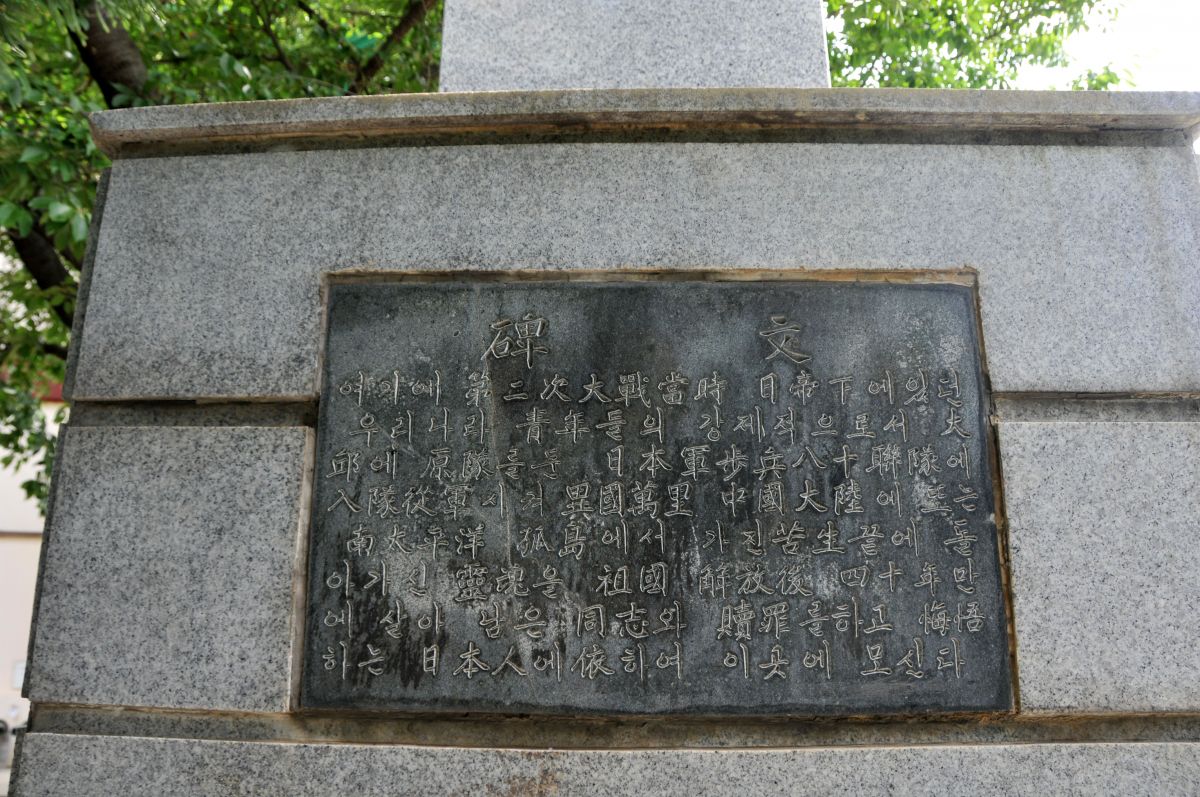 碑 文
여기에 第二次大戰當時 日帝下에있던
우리나라 靑年들의 강제적으로서 大
邱에 原隊를둔 日本軍步兵八十聯隊에
入隊從軍시켜 異國萬里 中國大陸에 또는
南太平洋 孤島에서 가진苦生끝에 돌
아가신 靈魂을 祖國 解放後 四十年만
에 살아 남은 同志와 贖罪를하고 悔悟
하는 日本人에依하여 이곳에 모신다